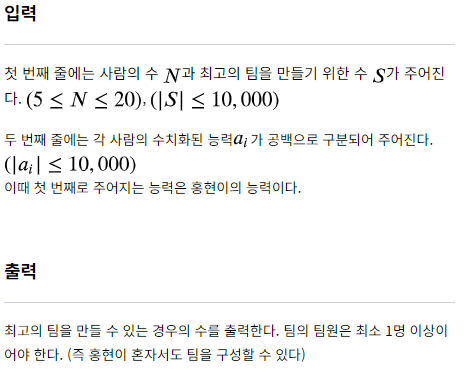 입력
첫 번째 줄에는 사람의 수 N과 최고의 팀을 만들기 위한 수 S가 주어진
다. (5 ≤ N ≤ 20), (|S| ≤ 10,000)
두 번째 줄에는 각 사람의 수치화된 능력a_i 가 공백으로 구분되어 주어진다.
(|a_i| ≤ 10,000)
이때 첫 번째로 주어지는 능력은 홍현이의 능력이다.
출력
최고의 팀을 만들 수 있는 경우의 수를 출력한다. 팀의 팀원은 최소 1명 이상이
어야 한다. (즉 홍현이 혼자서도 팀을 구성할 수 있다)